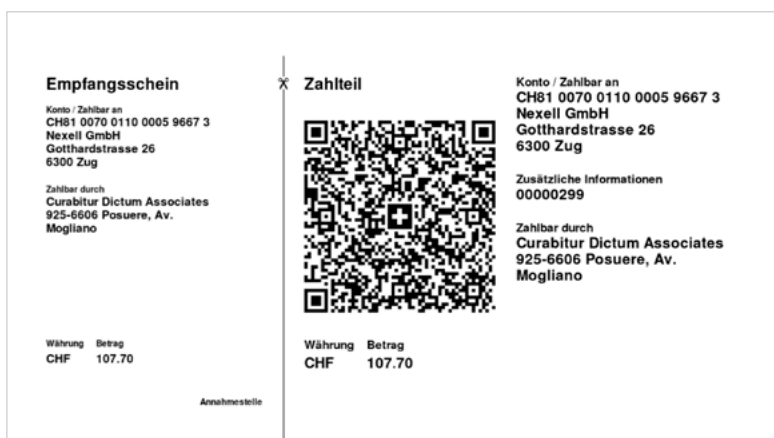 Empfangsschein
Konto / Zahlbar an
CH81 0070 0110 0005 9667 3
Nexell GmbH
Gotthardstrasse 26
6300 Zug
Zahlbar durch
Curabitur Dictum Associates
925-6606 Posuere, Av.
Mogliano
Währung Betrag
CHF 107.70
Annahmestelle
Zahlteil
Währung Betrag
CHF 107.70
Konto / Zahlbar an
CH81 0070 0110 0005 9667 3
Nexell GmbH
Gotthardstrasse 26
6300 Zug
Zusätzliche Informationen
00000299
Zahlbar durch
Curabitur Dictum Associates
925-6606 Posuere, Av.
Mogliano